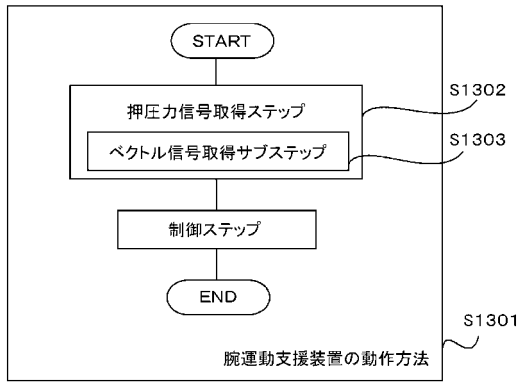 START
押圧力信号取得ステップ
S1302
ベクトル信号取得サブステップ
S1303
制御ステップ
END
S1301
腕運動支援装置の動作方法